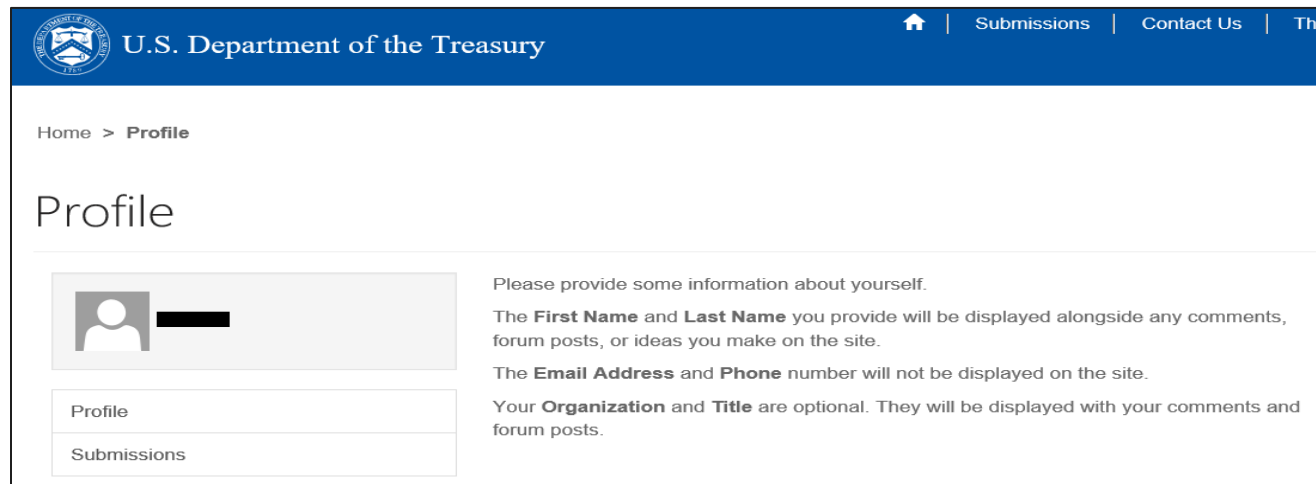 U.S. Department of the Treasury
Submissions | Contact Us | Th
Home > Profile
Profile
Please provide some information about yourself.
The First Name and Last Name you provide will be displayed alongside any comments,
forum posts, or ideas you make on the site.
The Email Address and Phone number will not be displayed on the site.
Your Organization and Title are optional. They will be displayed with your comments and
forum posts.
Profile
Submissions